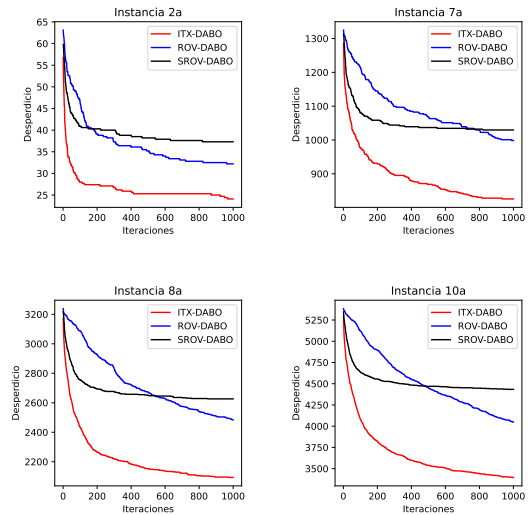 Instancia 2a
65
60
55
50
45
40
35
30
25
Desperdicio
0 200 400 600 800 1000
Iteraciones
ITX-DABO
ROV-DABO
SROV-DABO
Instancia 7a
1300
1200
1100
1000
900
Desperdicio
0 200 400 600 800 1000
Iteraciones
ITX-DABO
ROV-DABO
SROV-DABO
Instancia 8a
3200
3000
2800
2600
2400
2200
Desperdicio
0 200 400 600 800 1000
Iteraciones
ITX-DABO
ROV-DABO
SROV-DABO
Instancia 10a
5250
5000
4750
4500
4250
4000
3750
3500
Desperdicio
0 200 400 600 800 1000
Iteraciones
ITX-DABO
ROV-DABO
SROV-DABO